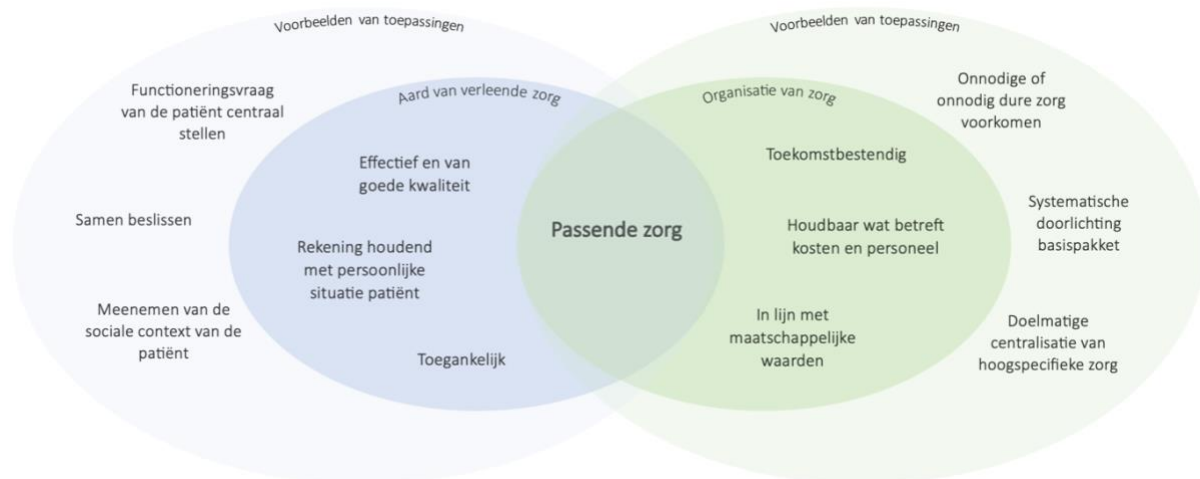 Voorbeelden van toepassingen
Functioneringsvraag
van de patiënt centraal
stellen
Samen beslissen
Meenemen van de
sociale context van de
patiënt
Aard van verleende zorg
Effectief en van
goede kwaliteit
Rekening houdend
met persoonlijke
situatie patiënt
Toegankelijk
Passende zorg
Organisatie van zorg
Toekomstbestendig
Houdbaar wat betreft
kosten en personeel
In lijn met
maatschappelijke
waarden
Voorbeelden van toepassingen
Onnodige of
onnodig dure zorg
voorkomen
Systematische
doorlichting
basispakket
Doelmatige
centralisatie van
hoogspecifieke zorg